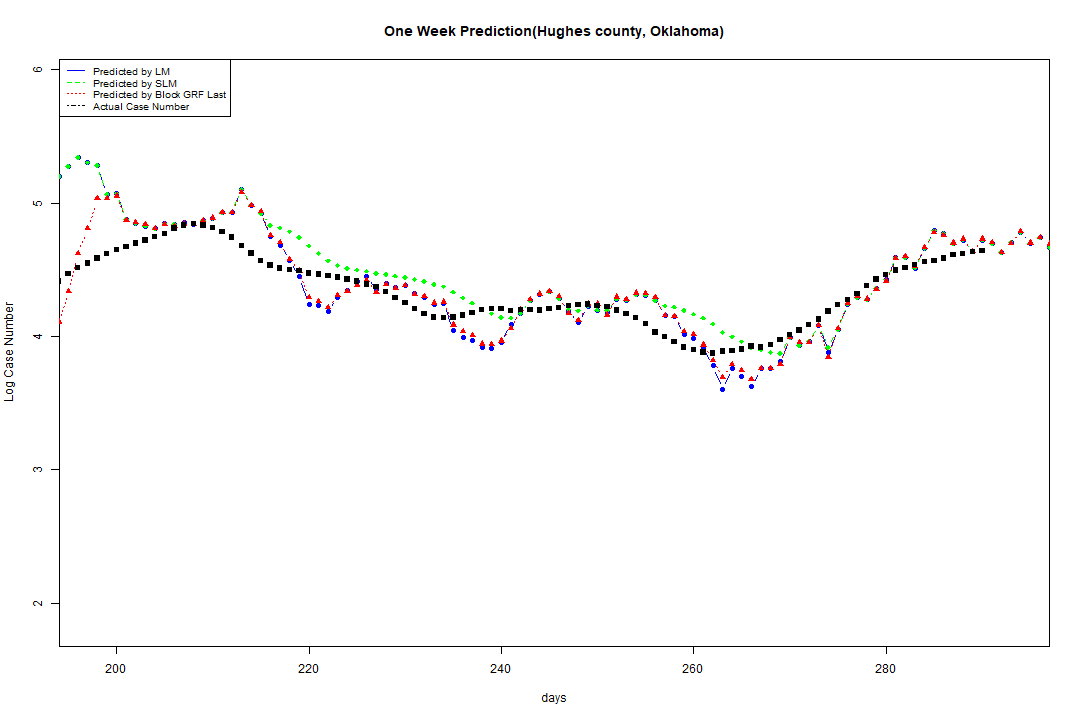 One Week Prediction(Hughes county, Oklahoma)
Predicted by LM
Predicted by SLM
Predicted by Block GRF Last
Actual Case Number
6
5
4
3
2
Log Case Number
200 220 240 260 280
days